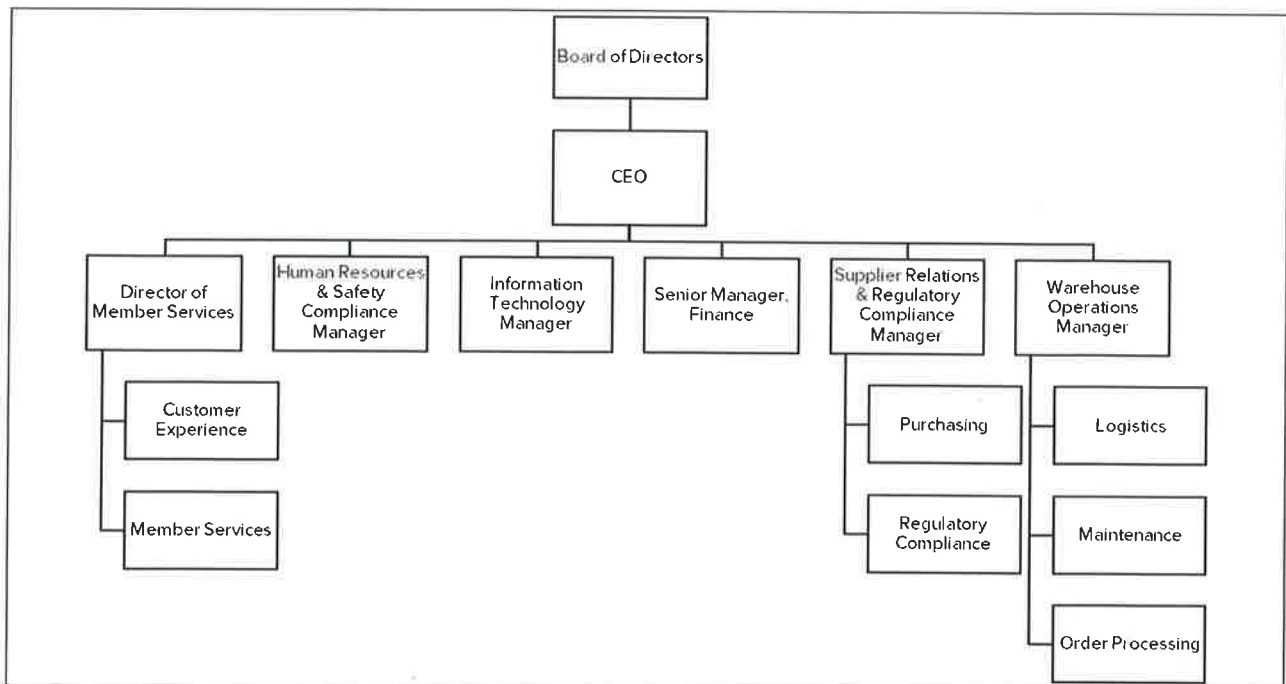 Board of Directors
CEO
Director of
Member Services
Human Resources
& Safety
Compliance
Manager
Information
Technology
Manager
Senior Manager,
Finance
Supplier Relations
& Regulatory
Compliance
Manager
Warehouse
Operations
Manager
Customer
Experience
Member Services
Purchasing
Regulatory
Compliance
Logistics
Maintenance
Order Processing